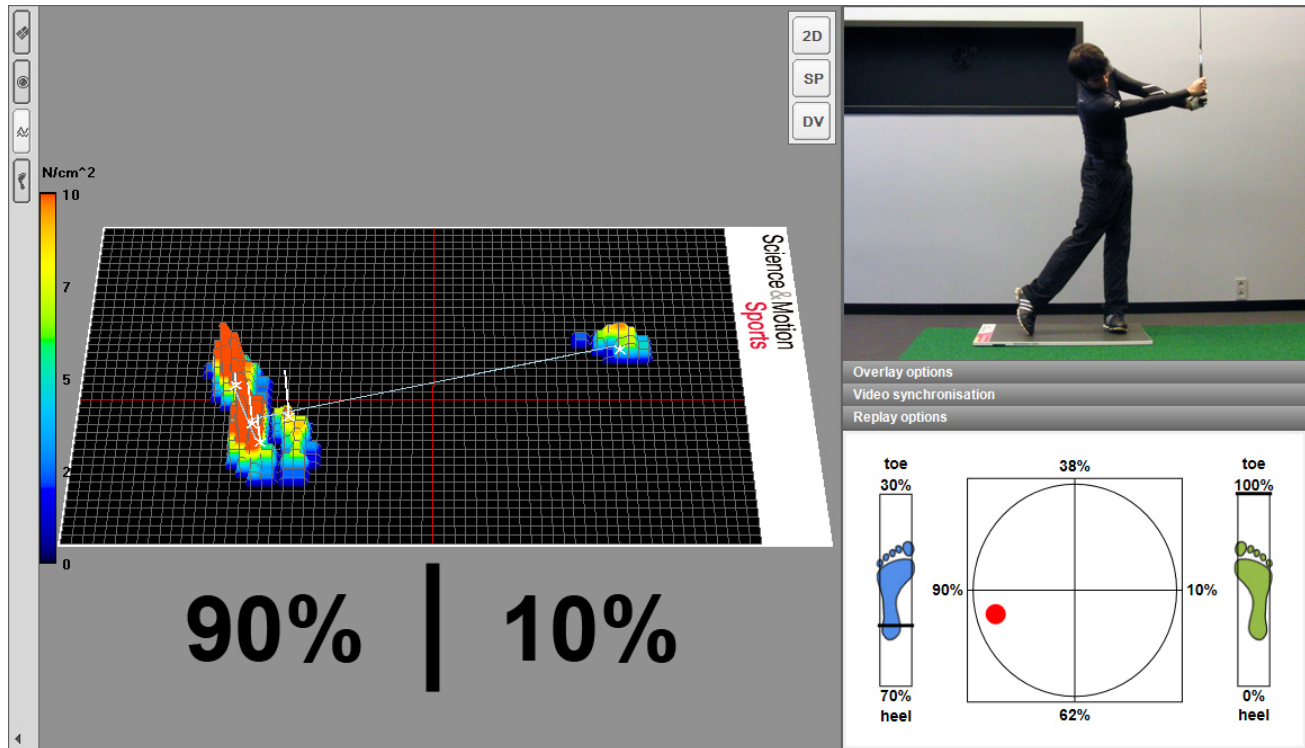 2D
SP
DV
N/cm^2
10
7
5
2
0
Science&Motion
Sports
90% | 10%
Overlay options
Video synchronisation
Replay options
toe
30%
38%
toe
100%
90%
10%
70%
heel
62%
0%
heel